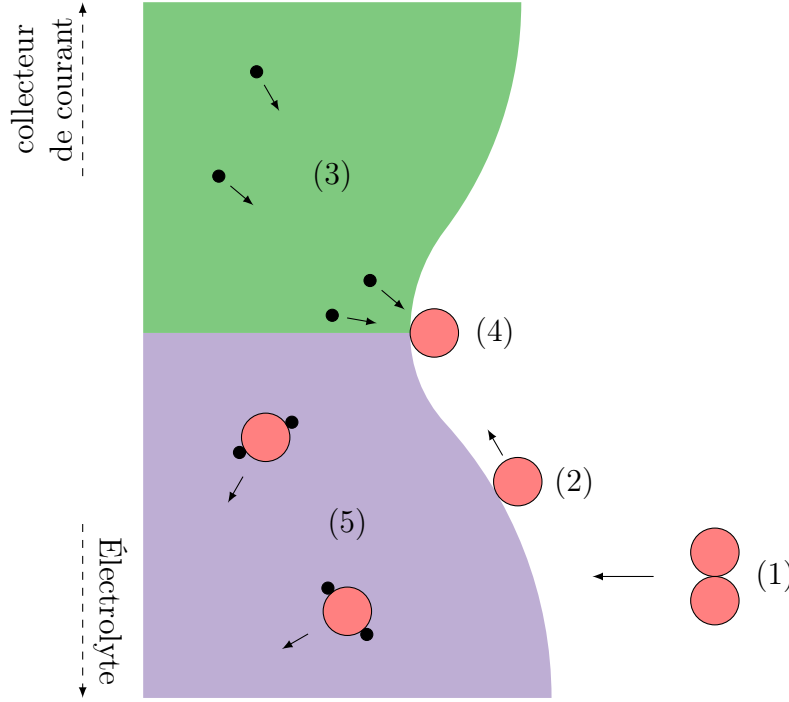 collecteur
de courant
(3)
(4)
(2)
(5)
Électrolyte
(1)